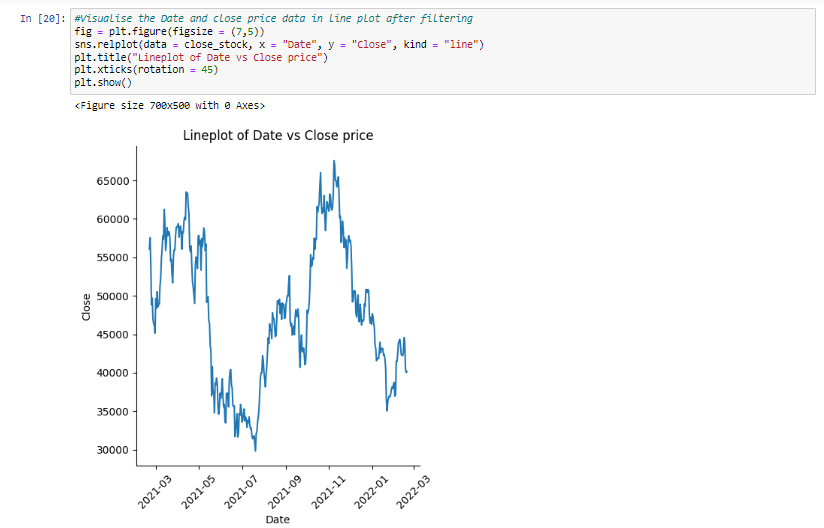 In [20]: #Visualise the Date and close price data in line plot after filtering
fig = plt.figure(figsize = (7,5))
sns.relplot(data = close_stock, x = "Date", y = "Close", kind = "line")
plt.title("Lineplot of Date vs Close price")
plt.xticks(rotation = 45)
plt.show()
<Figure size 700x500 with 0 Axes>
Lineplot of Date vs Close price
65000
60000
55000
50000
45000
40000
35000
30000
Close
2021-03
2021-05
2021-07
2021-09
2021-11
2022-01
2022-03
Date